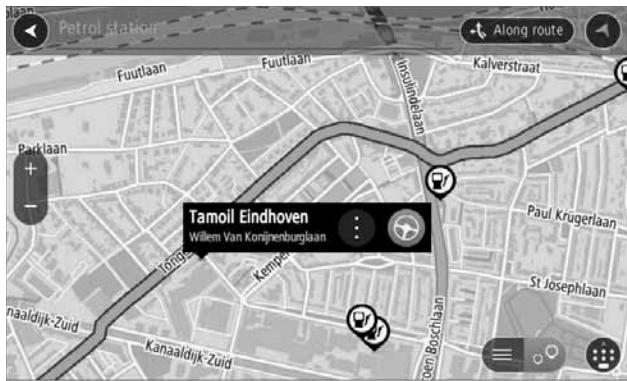 Petrol station
Along route
Fuutlaan
Fuutlaan
Insulindelaan
Kalverstraat
Parklaan
+
−
Tamoil Eindhoven
Willem Van Konijnenburglaan
Paul Krugerlaan
Tong
Kemper
St Josephlaan
naaldijk-Zuid
Kanaaldijk-Zuid
roen Boschlaan